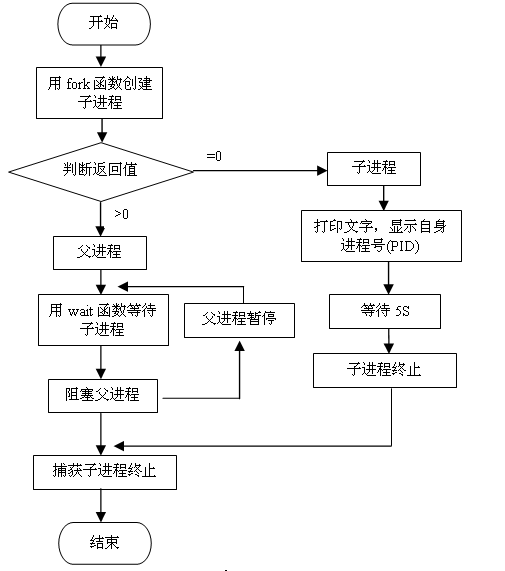 开始
用 fork 函数创建
子进程
判断返回值
=0
子进程
>0
打印文字，显示自身
进程号(PID)
父进程
用 wait 函数等待
子进程
父进程暂停
等待 5S
子进程终止
阻塞父进程
捕获子进程终止
结束